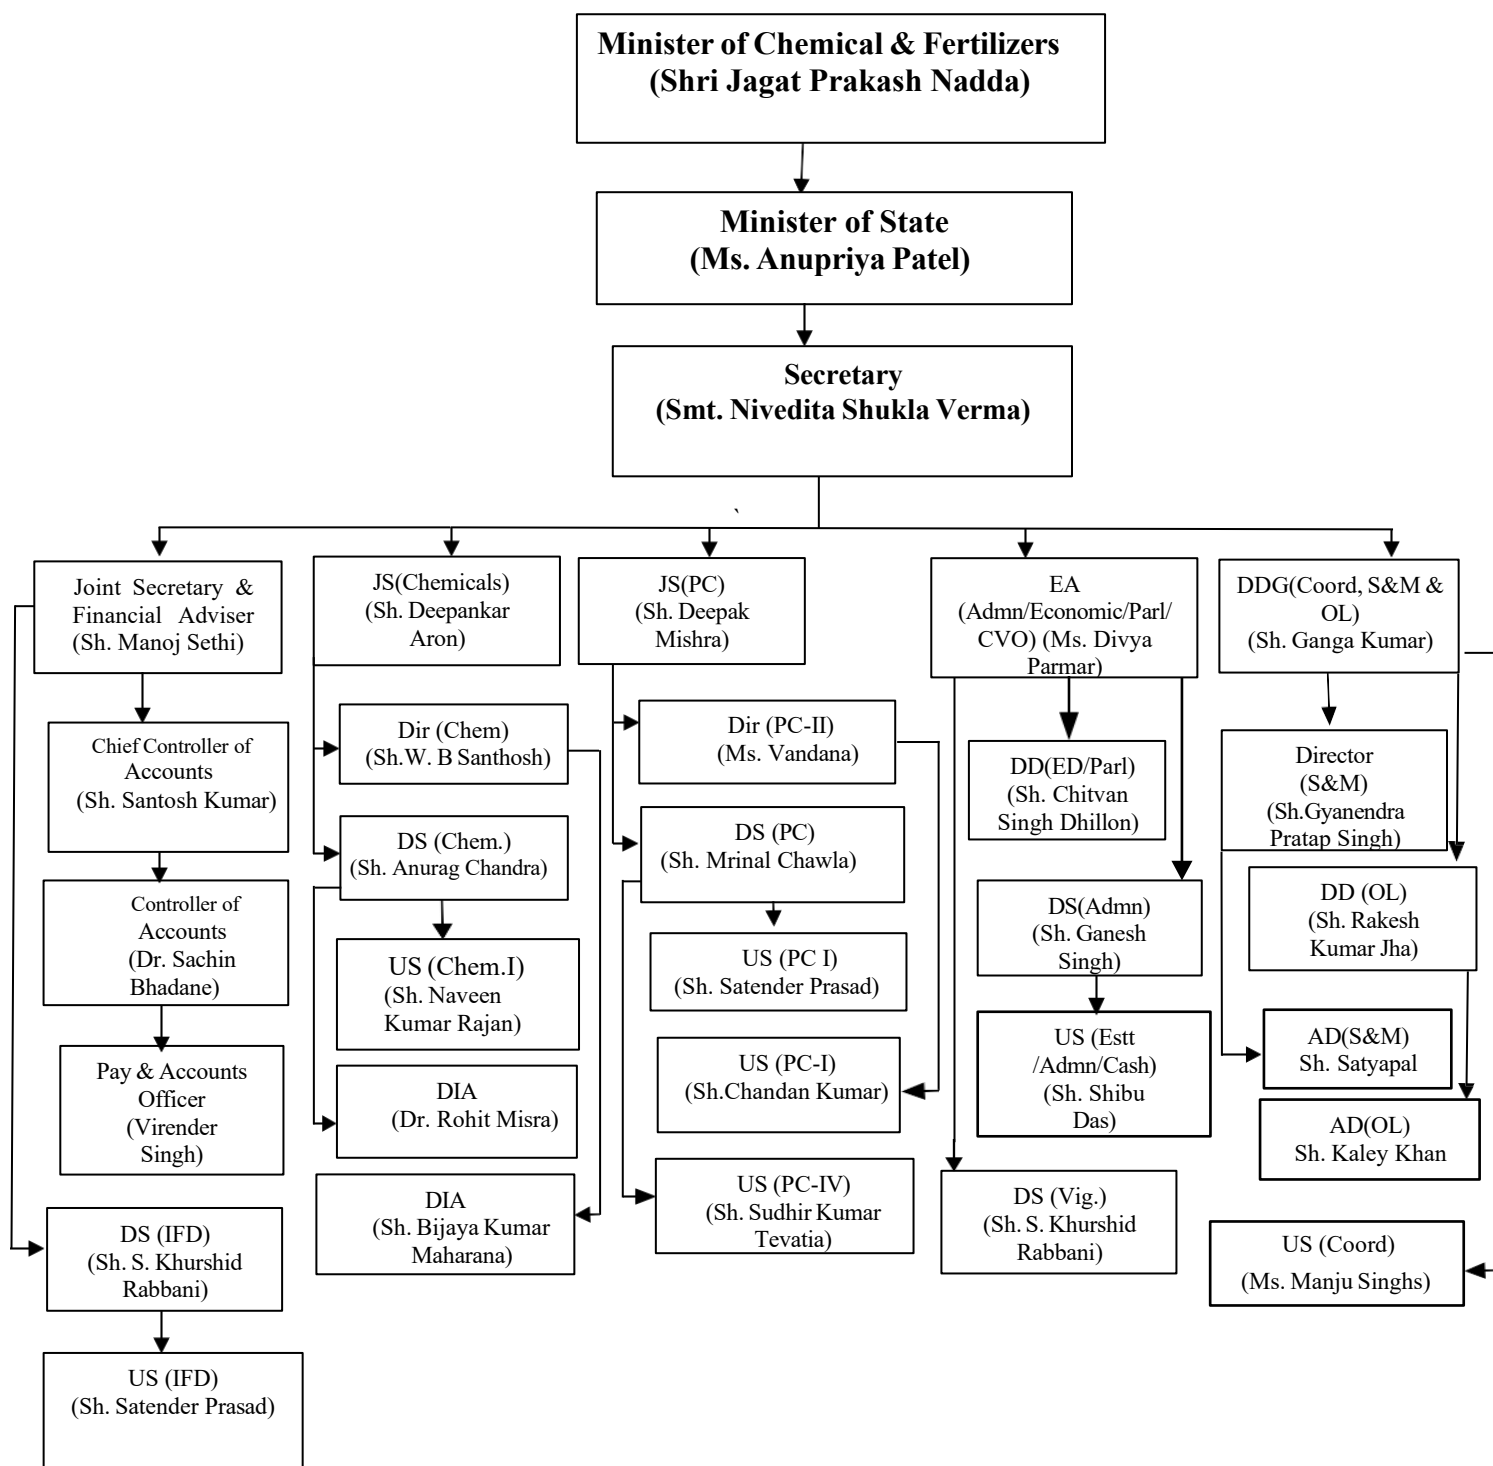 Minister of Chemical & Fertilizers
(Shri Jagat Prakash Nadda)
Minister of State
(Ms. Anupriya Patel)
Secretary
(Smt. Nivedita Shukla Verma)
`
Joint Secretary &
Financial Adviser
(Sh. Manoj Sethi)
Chief Controller of
Accounts
(Sh. Santosh Kumar)
Controller of
Accounts
(Dr. Sachin
Bhadane)
Pay & Accounts
Officer
(Virender
Singh)
DS (IFD)
(Sh. S. Khurshid
Rabbani)
US (IFD)
(Sh. Satender Prasad)
JS(Chemicals)
(Sh. Deepankar
Aron)
Dir (Chem)
(Sh.W. B Santhosh)
DS (Chem.)
(Sh. Anurag Chandra)
US (Chem.I)
(Sh. Naveen
Kumar Rajan)
DIA
(Dr. Rohit Misra)
DIA
(Sh. Bijaya Kumar
Maharana)
JS(PC)
(Sh. Deepak
Mishra)
Dir (PC-II)
(Ms. Vandana)
DS (PC)
(Sh. Mrinal Chawla)
US (PC I)
(Sh. Satender Prasad)
US (PC-I)
(Sh.Chandan Kumar)
US (PC-IV)
(Sh. Sudhir Kumar
Tevatia)
EA
(Admn/Economic/Parl/
CVO) (Ms. Divya
Parmar)
DD(ED/Parl)
(Sh. Chitvan
Singh Dhillon)
DS(Admn)
(Sh. Ganesh
Singh)
US (Estt
/Admn/Cash)
(Sh. Shibu
Das)
DS (Vig.)
(Sh. S. Khurshid
Rabbani)
DDG(Coord, S&M &
OL)
(Sh. Ganga Kumar)
Director
(S&M)
(Sh.Gyanendra
Pratap Singh)
DD (OL)
(Sh. Rakesh
Kumar Jha)
AD(S&M)
Sh. Satyapal
AD(OL)
Sh. Kaley Khan
US (Coord)
(Ms. Manju Singhs)